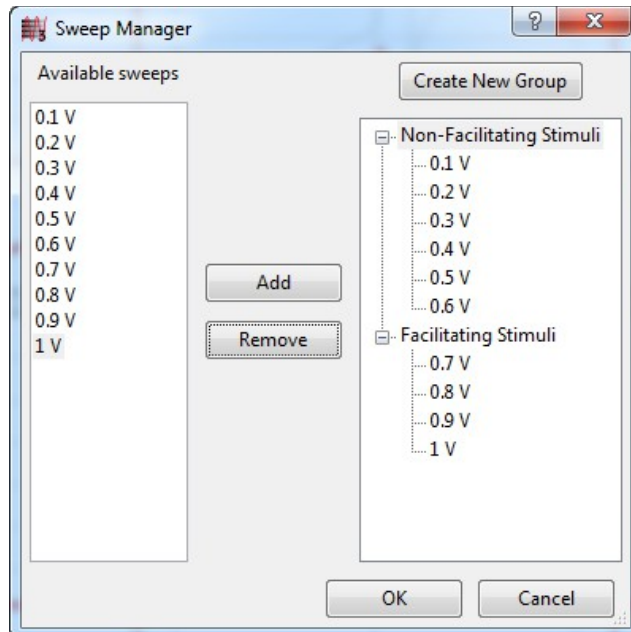 Sweep Manager
Available sweeps
0.1 V
0.2 V
0.3 V
0.4 V
0.5 V
0.6 V
0.7 V
0.8 V
0.9 V
1 V
Add
Remove
Create New Group
Non-Facilitating Stimuli
0.1 V
0.2 V
0.3 V
0.4 V
0.5 V
0.6 V
Facilitating Stimuli
0.7 V
0.8 V
0.9 V
1 V
OK
Cancel